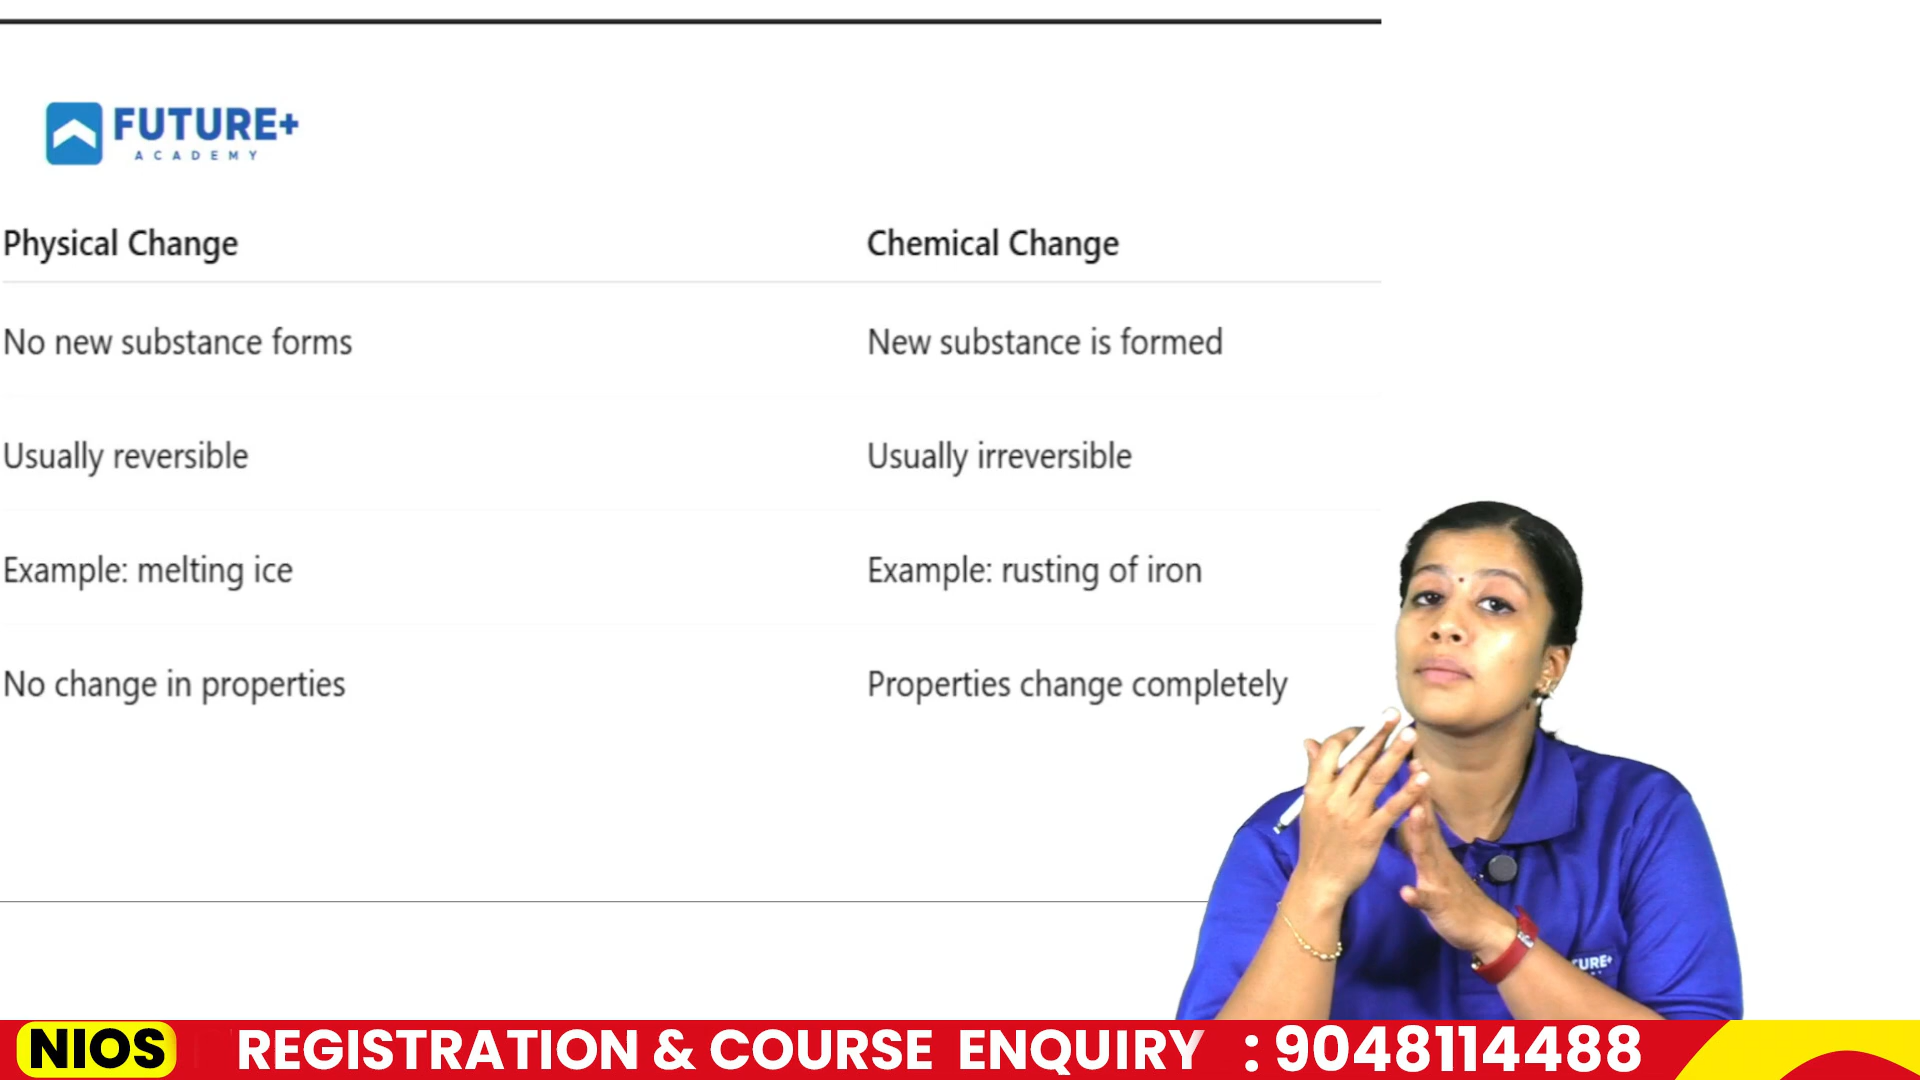 FUTURE+
ACADEMY
Physical Change
Chemical Change
No new substance forms
New substance is formed
Usually reversible
Usually irreversible
Example: melting ice
Example: rusting of iron
No change in properties
Properties change completely
TURE+
NIOS
REGISTRATION & COURSE ENQUIRY : 9048114488